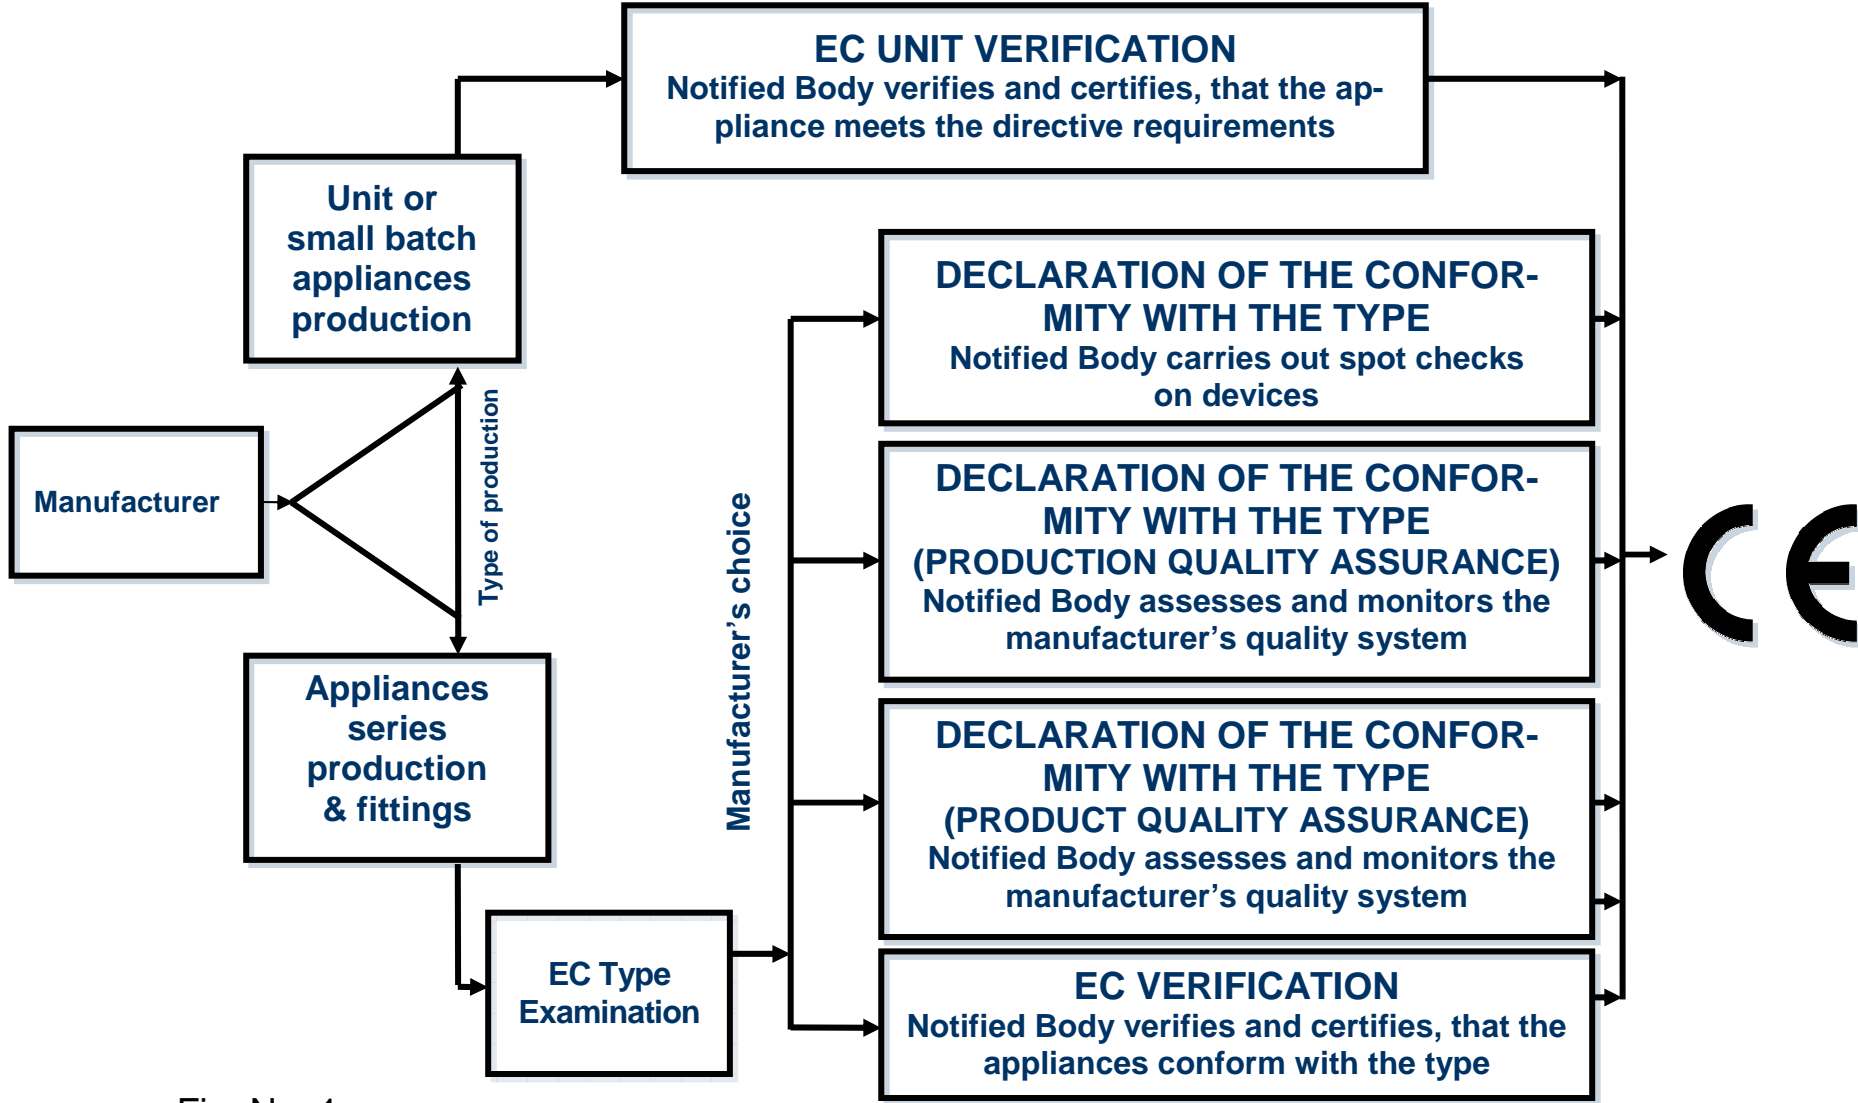 EC UNIT VERIFICATION
Notified Body verifies and certifies, that the ap-
pliance meets the directive requirements
Unit or
small batch
appliances
production
Manufacturer
Type of production
Appliances
series
production
& fittings
EC Type
Examination
Manufacturer’s choice
DECLARATION OF THE CONFOR-
MITY WITH THE TYPE
Notified Body carries out spot checks
on devices
DECLARATION OF THE CONFOR-
MITY WITH THE TYPE
(PRODUCTION QUALITY ASSURANCE)
Notified Body assesses and monitors the
manufacturer’s quality system
DECLARATION OF THE CONFOR-
MITY WITH THE TYPE
(PRODUCT QUALITY ASSURANCE)
Notified Body assesses and monitors the
manufacturer’s quality system
EC VERIFICATION
Notified Body verifies and certifies, that the
appliances conform with the type
CE